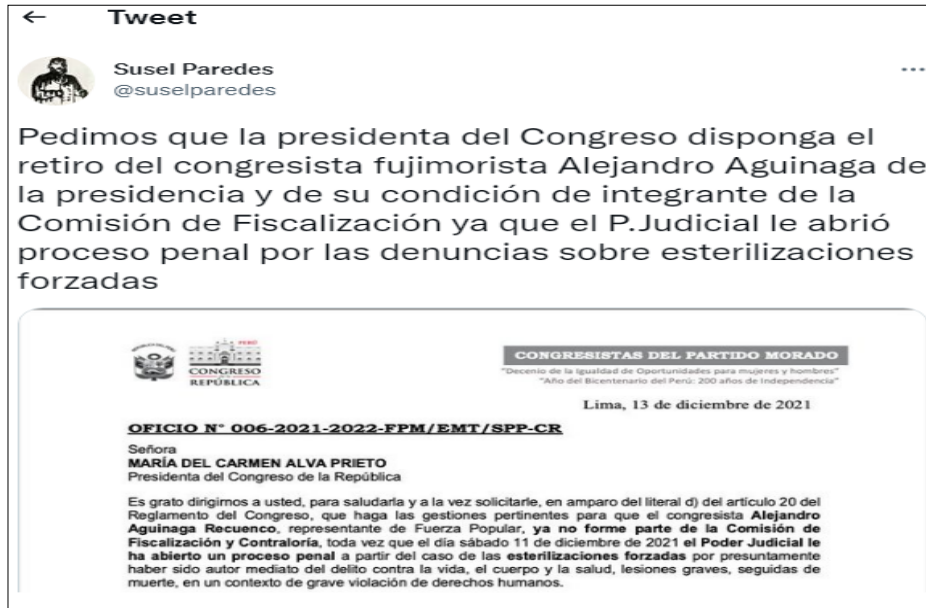 ← Tweet
Susel Paredes
@suselparedes
...
Pedimos que la presidenta del Congreso disponga el
retiro del congresista fujimorista Alejandro Aguinaga de
la presidencia y de su condición de integrante de la
Comisión de Fiscalización ya que el P.Judicial le abrió
proceso penal por las denuncias sobre esterilizaciones
forzadas
PERÚ
CONGRESO
REPÚBLICA
CONGRESISTAS DEL PARTIDO MORADO
"Decenio de la Igualdad de Oportunidades para mujeres y hombres"
"Año del Bicentenario del Perú: 200 años de Independencia"
Lima, 13 de diciembre de 2021
OFICIO N° 006-2021-2022-FPM/EMT/SPP-CR
Señora
MARÍA DEL CARMEN ALVA PRIETO
Presidenta del Congreso de la República
Es grato dirigirnos a usted, para saludarla y a la vez solicitarle, en amparo del literal d) del artículo 20 del
Reglamento del Congreso, que haga las gestiones pertinentes para que el congresista Alejandro
Aguinaga Recuenco, representante de Fuerza Popular, ya no forme parte de la Comisión de
Fiscalización y Contraloría, toda vez que el día sábado 11 de diciembre de 2021 el Poder Judicial le
ha abierto un proceso penal a partir del caso de las esterilizaciones forzadas por presuntamente
haber sido autor mediato del delito contra la vida, el cuerpo y la salud, lesiones graves, seguidas de
muerte, en un contexto de grave violación de derechos humanos.